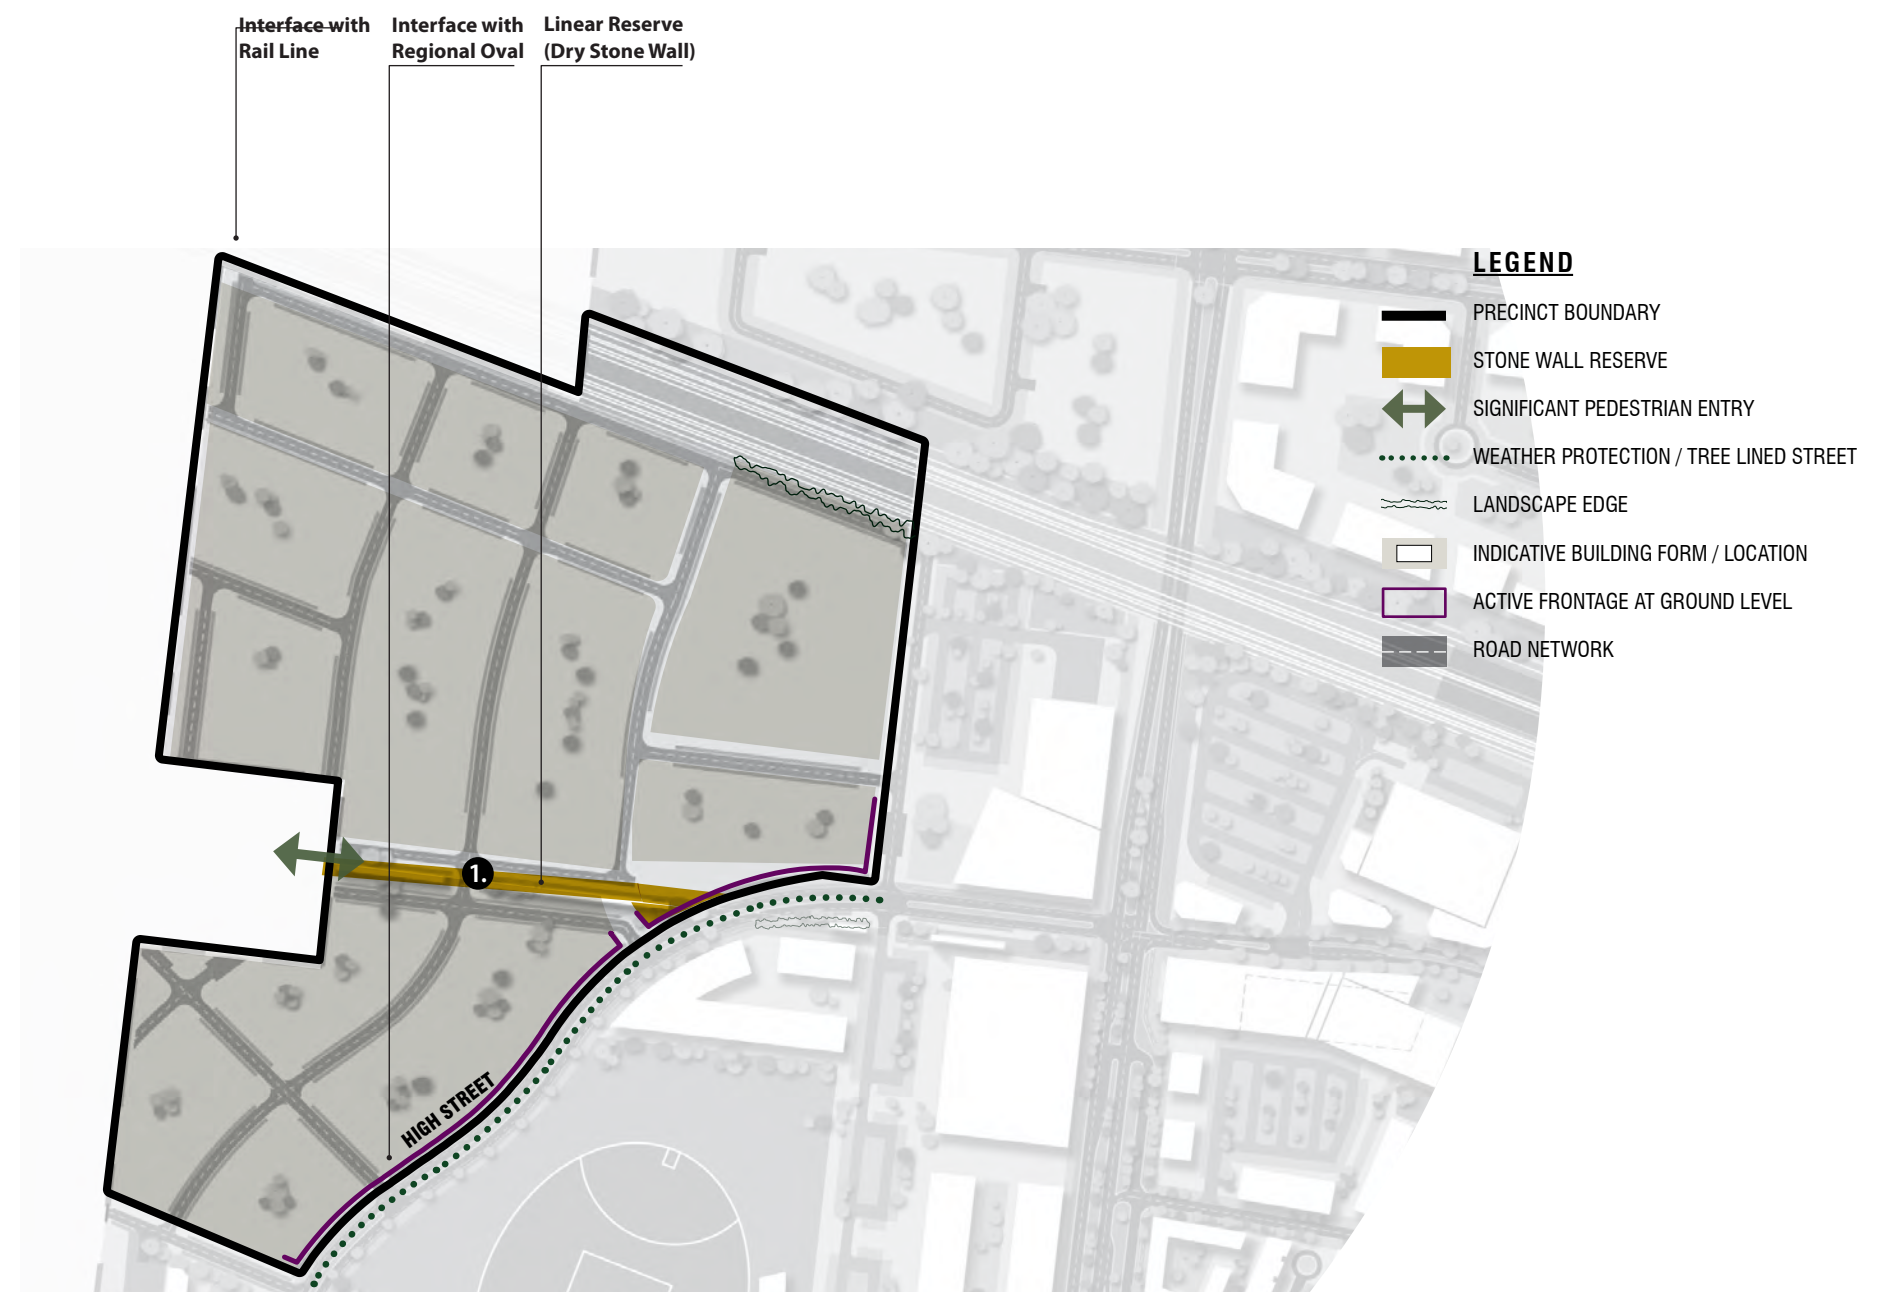 Interface with
Rail Line
Interface with
Regional Oval
Linear Reserve
(Dry Stone Wall)
LEGEND
PRECINCT BOUNDARY
STONE WALL RESERVE
SIGNIFICANT PEDESTRIAN ENTRY
WEATHER PROTECTION / TREE LINED STREET
LANDSCAPE EDGE
INDICATIVE BUILDING FORM / LOCATION
ACTIVE FRONTAGE AT GROUND LEVEL
ROAD NETWORK
1.
HIGH STREET